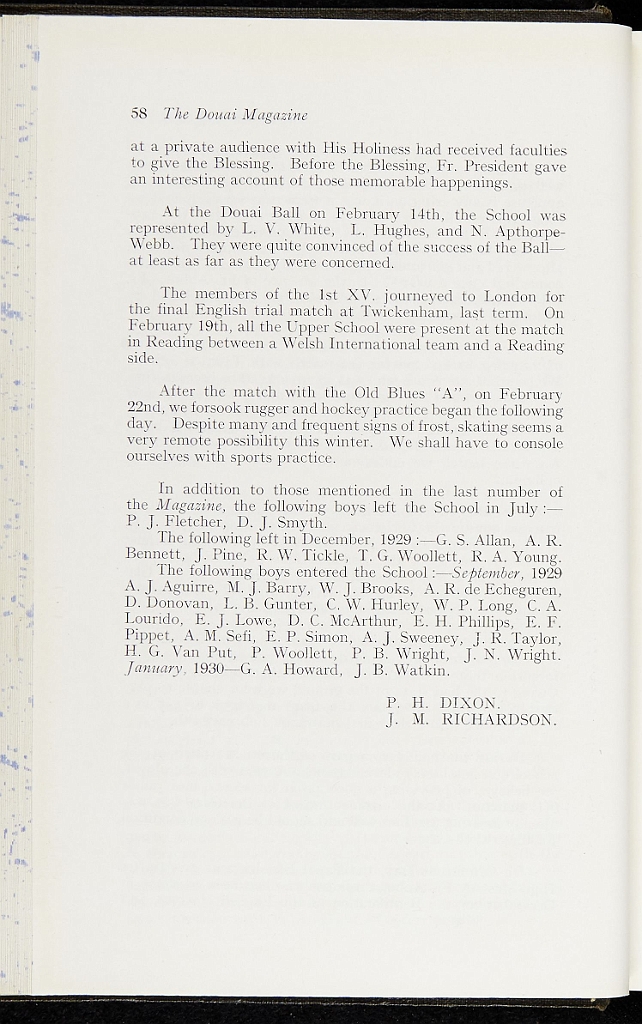 58 The Douai Magazine
at a private audience with His Holiness had received faculties
to give the Blessing. Before the Blessing, Fr. President gave
an interesting account of those memorable happenings.
At the Douai Ball on February 14th, the School was
represented by L. V. White, L. Hughes, and N. Apthorpe-
Webb. They were quite convinced of the success of the Ball—
at least as far as they were concerned.
The members of the 1st XV. journeyed to London for
the final English trial match at Twickenham, last term. On
February 19th, all the Upper School were present at the match
in Reading between a Welsh International team and a Reading
side.
After the match with the Old Blues "A", on February
22nd, we forsook rugger and hockey practice began the following
day. Despite many and frequent signs of frost, skating seems a
very remote possibility this winter. We shall have to console
ourselves with sports practice.
In addition to those mentioned in the last number of
the Magazine, the following boys left the School in July :—
P. J. Fletcher, D. J. Smyth.
The following left in December, 1929 :—G. S. Allan, A. R.
Bennett, J. Pine, R. W. Tickle, T. G. Woollett, R. A. Young.
The following boys entered the School :—September, 1929
A. J. Aguirre, M. J. Barry, W. J. Brooks, A. R. de Echeguren,
D. Donovan, L. B. Gunter, C. W. Hurley, W. P. Long, C. A.
Lourido, E. J. Lowe, D. C. McArthur, E. H. Phillips, E. F.
Pippet, A. M. Sefi, E. P. Simon, A. J. Sweeney, J. R. Taylor,
H. G. Van Put, P. Woollett, P. B. Wright, J. N. Wright.
January, 1930—G. A. Howard, J. B. Watkin.
P. H. DIXON.
J. M. RICHARDSON.